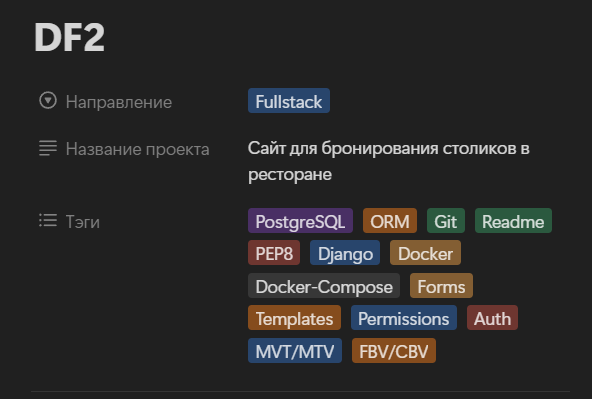 DF2
Направление Fullstack
Название проекта Сайт для бронирования столиков в
ресторане
Тэги PostgreSQL ORM Git Readme
PEP8 Django Docker
Docker-Compose Forms
Templates Permissions Auth
MVT/MTV FBV/CBV